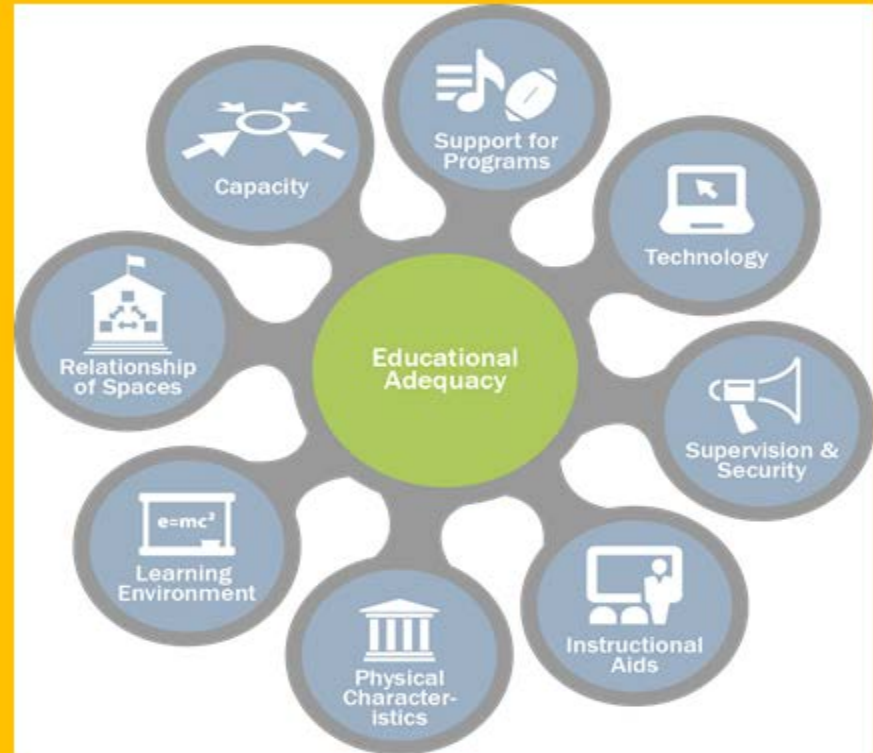 Support for
Programs
Capacity
Technology
Relationship
of Spaces
Educational
Adequacy
Supervision &
Security
e=mc²
Learning
Environment
Instructional
Aids
Physical
Character-
istics